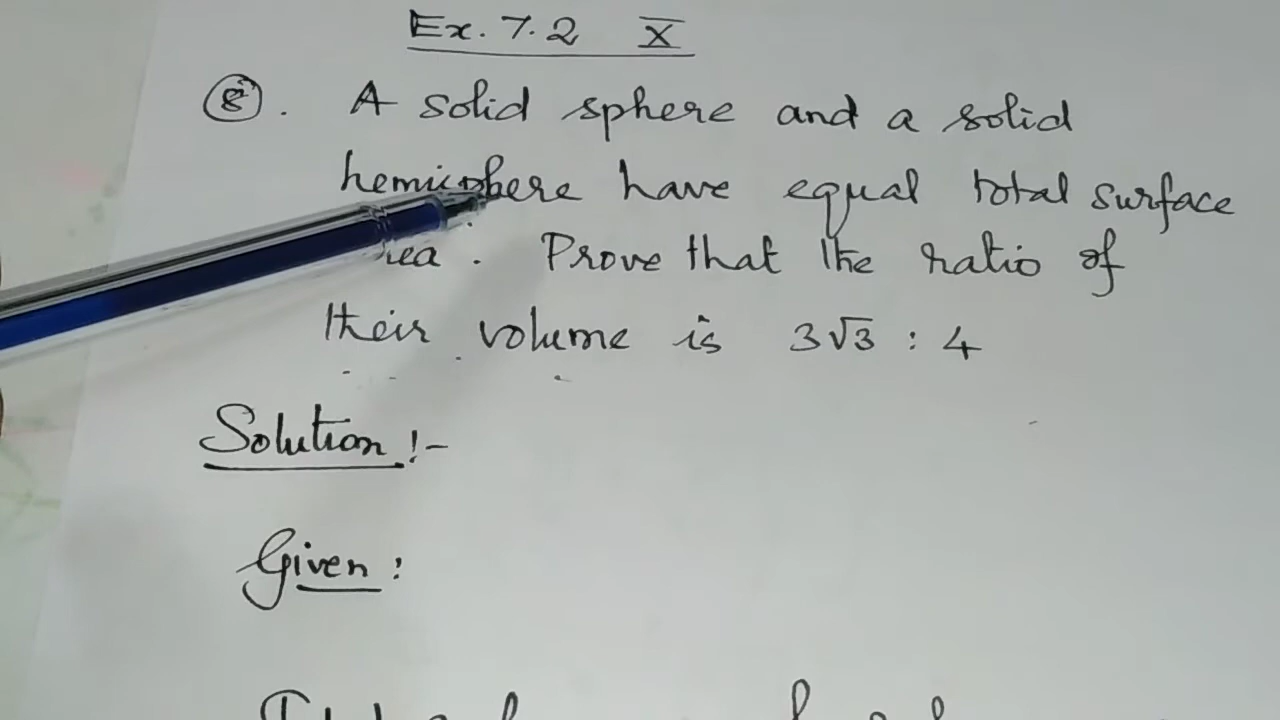 Ex. 7.2 X
8. A solid sphere and a solid
hemisphere have equal total surface
. Prove that the ratio of
their volume is 3√3 : 4
Solution :-
Given :